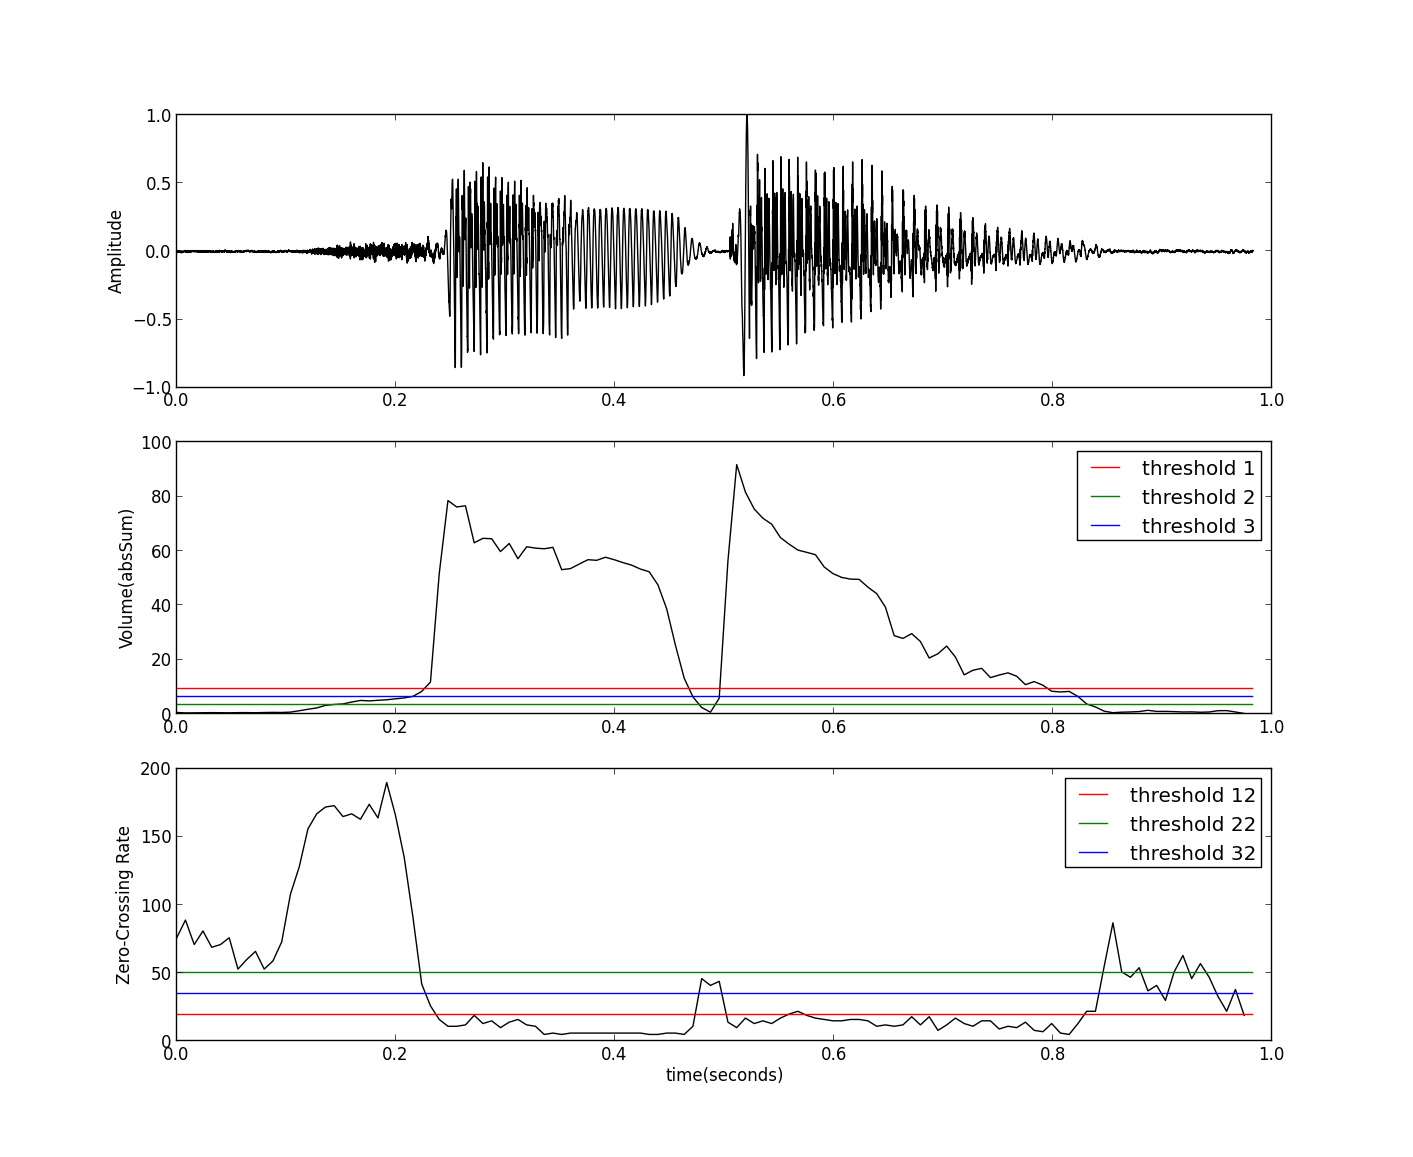 1.0
0.5
0.0
−0.5
−1.0
Amplitude
0.0 0.2 0.4 0.6 0.8 1.0
100
80
60
40
20
0
Volume(absSum)
threshold 1
threshold 2
threshold 3
0.0 0.2 0.4 0.6 0.8 1.0
200
150
100
50
0
Zero-Crossing Rate
threshold 12
threshold 22
threshold 32
0.0 0.2 0.4 0.6 0.8 1.0
time(seconds)